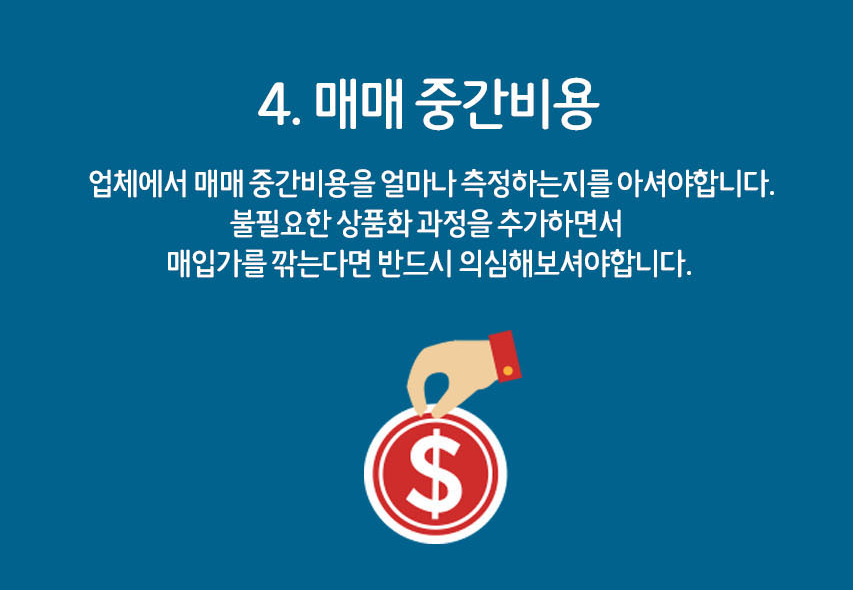 4. 매매 중간비용
업체에서 매매 중간비용을 얼마나 측정하는지를 아셔야합니다.
불필요한 상품화 과정을 추가하면서
매입가를 깎는다면 반드시 의심해보셔야합니다.
$